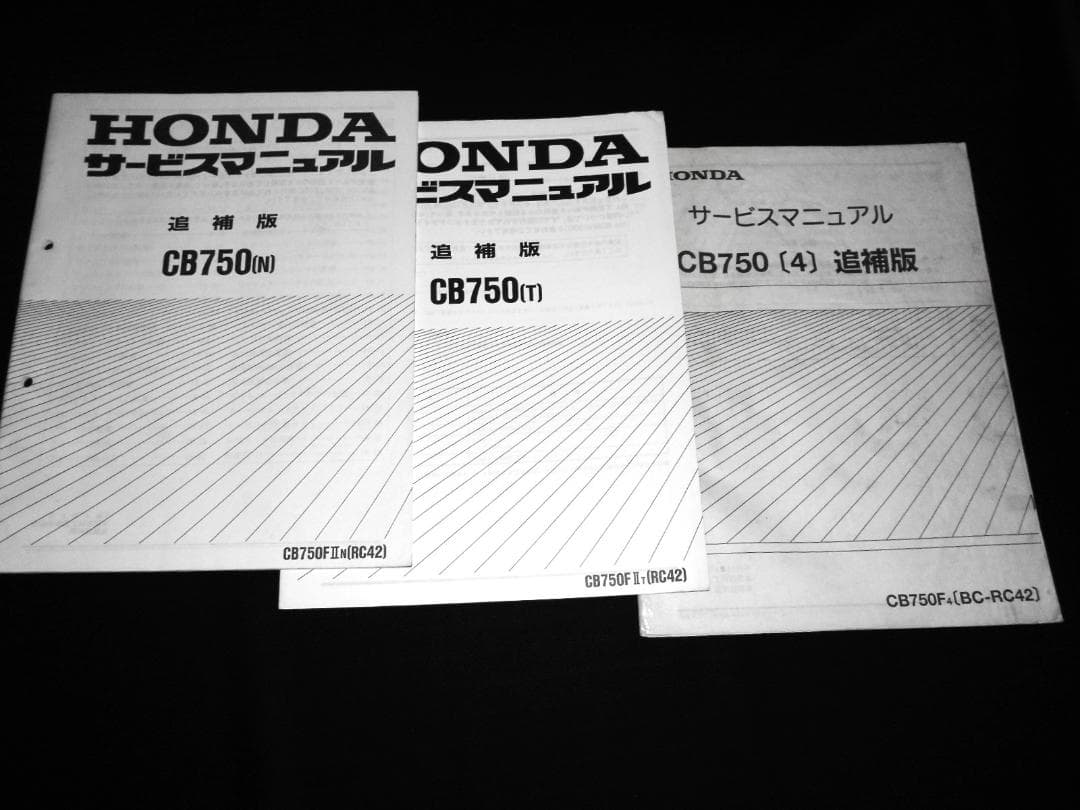 HONDA
サービスマニュアル
追補版
CB750(N)
CB750FⅡN(RC42)
ONDA
ビスマニュアル
追補版
CB750(T)
CB750FⅡT(RC42)
HONDA
サービスマニュアル
CB750〔4〕追補版
CB750F4〔BC-RC42〕